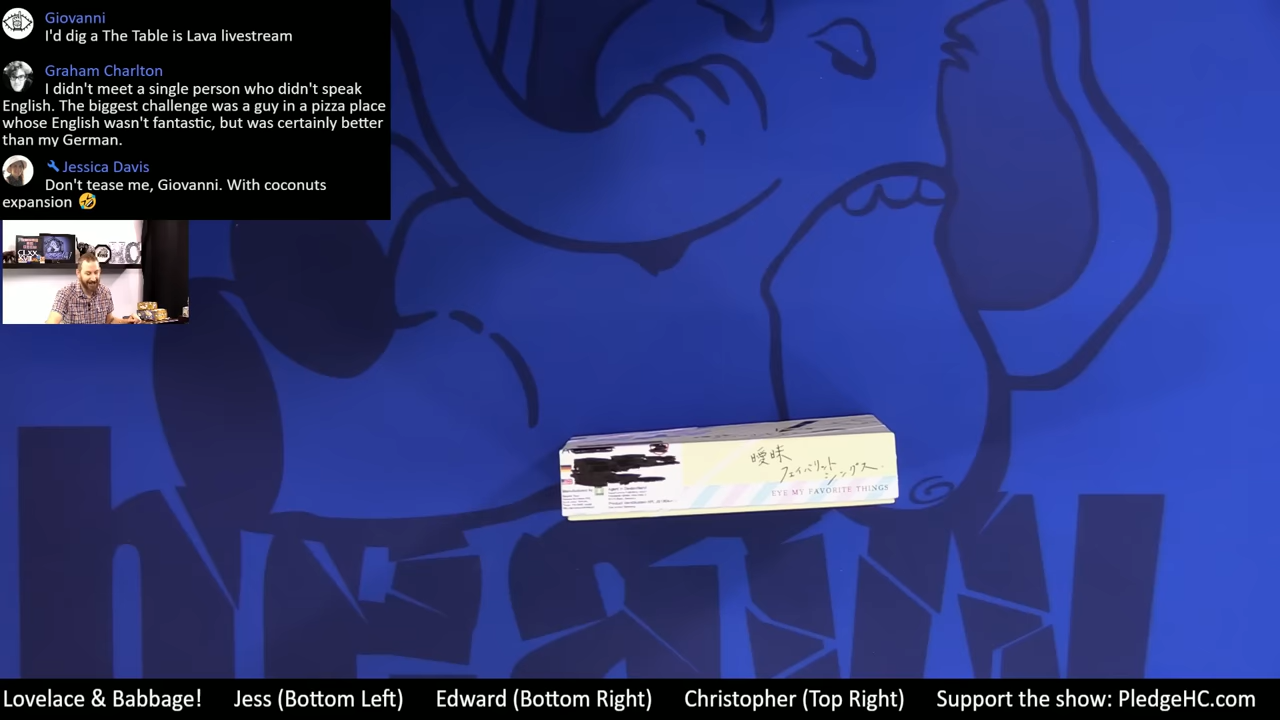 Giovanni
I'd dig a The Table is Lava livestream
Graham Charlton
I didn't meet a single person who didn't speak
English. The biggest challenge was a guy in a pizza place
whose English wasn't fantastic, but was certainly better
than my German.
Jessica Davis
Don't tease me, Giovanni. With coconuts
expansion 🤣
曖昧
フェイバリット
シングス
EYE MY FAVORITE THINGS
Lovelace & Babbage! Jess (Bottom Left) Edward (Bottom Right) Christopher (Top Right) Support the show: PledgeHC.com